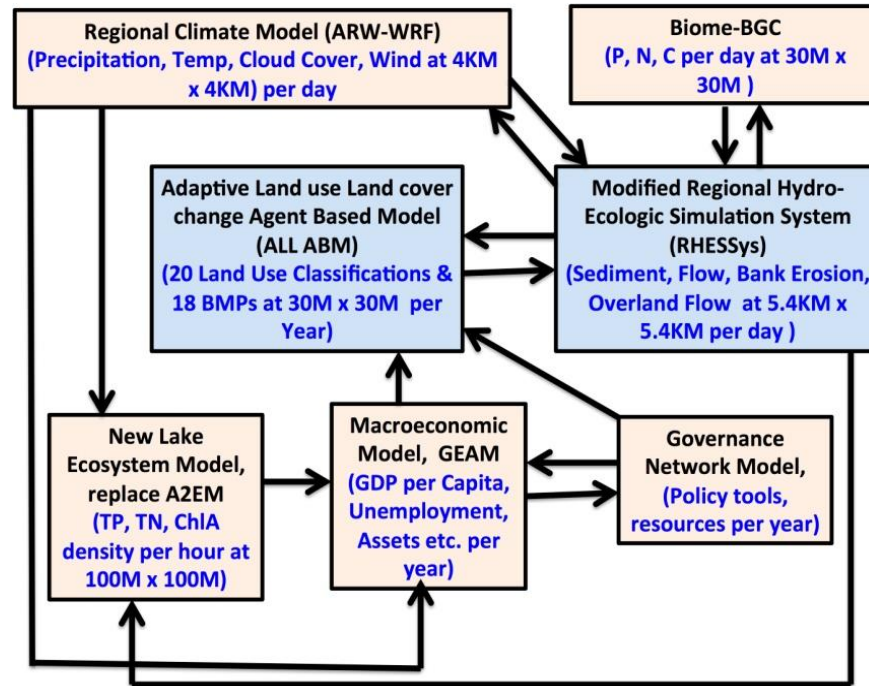 Regional Climate Model (ARW-WRF)
(Precipitation, Temp, Cloud Cover, Wind at 4KM
x 4KM) per day
Biome-BGC
(P, N, C per day at 30M x
30M )
Adaptive Land use Land cover
change Agent Based Model
(ALL ABM)
(20 Land Use Classifications &
18 BMPs at 30M x 30M  per
Year)
Modified Regional Hydro-
Ecologic Simulation System
(RHESSys)
(Sediment, Flow, Bank Erosion,
Overland Flow  at 5.4KM x
5.4KM per day )
New Lake
Ecosystem Model,
replace A2EM
(TP, TN, ChlA
density per hour at
100M x 100M)
Macroeconomic
Model,  GEAM
(GDP per Capita,
Unemployment,
Assets etc. per
year)
Governance
Network Model,
(Policy tools,
resources per year)